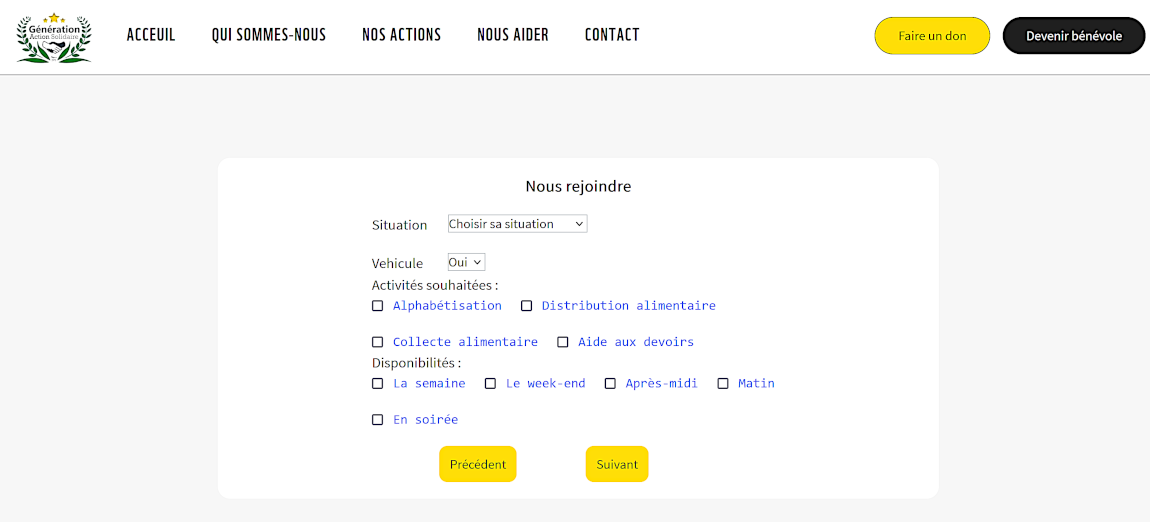 Génération
Action Solidaire
ACCEUIL QUI SOMMES-NOUS NOS ACTIONS NOUS AIDER CONTACT Faire un don Devenir bénévole
Nous rejoindre
Situation Choisir sa situation
Vehicule Oui
Activités souhaitées :
Alphabétisation Distribution alimentaire
Collecte alimentaire Aide aux devoirs
Disponibilités :
La semaine Le week-end Après-midi Matin
En soirée
Précédent Suivant